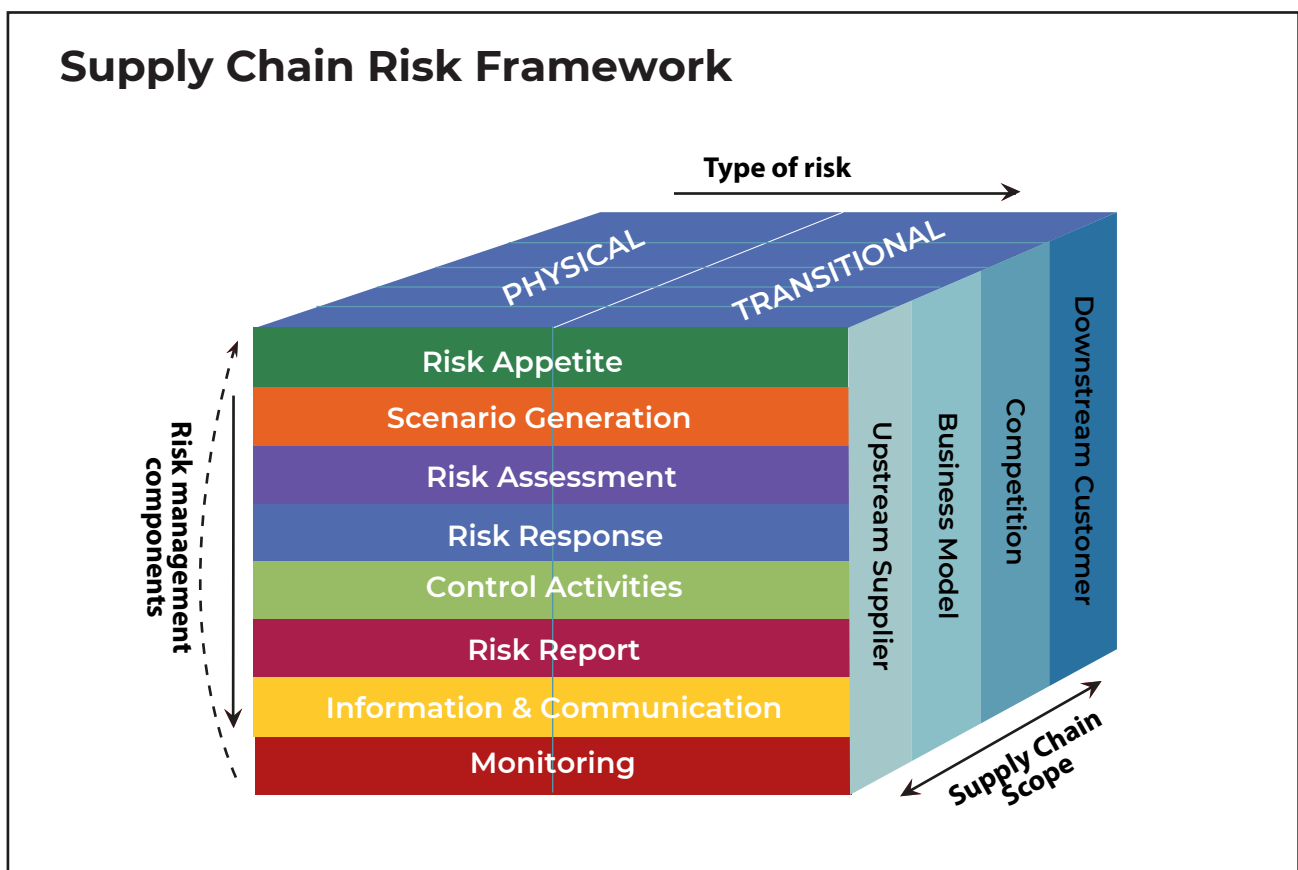 Supply Chain Risk Framework
Type of risk
PHYSICAL
TRANSITIONAL
Risk Appetite
Scenario Generation
Risk Assessment
Risk Response
Control Activities
Risk Report
Information & Communication
Monitoring
Risk management
components
Upstream Supplier
Business Model
Competition
Downstream Customer
Supply Chain
Scope